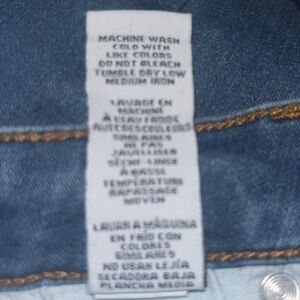 MACHINE WASH
COLD WITH
LIKE COLORS
DO NOT BLEACH
TUMBLE DRY LOW
MEDIUM IRON
LAVAGE EN
MACHINE
À L'EAU FROIDE
AVEC DES COULEURS
SIMILAIRES
NE PAS
JAVELLISER
SÈCHE-LINGE
À BASSE
TEMPÉRATURE
RAPASSAGE
MOYEN
LAVAR A MÁQUINA
EN FRÍO CON
COLORES
SIMILARES
NO USAR LEJÍA
SECADORA BAJA
PLANCHA MEDIA